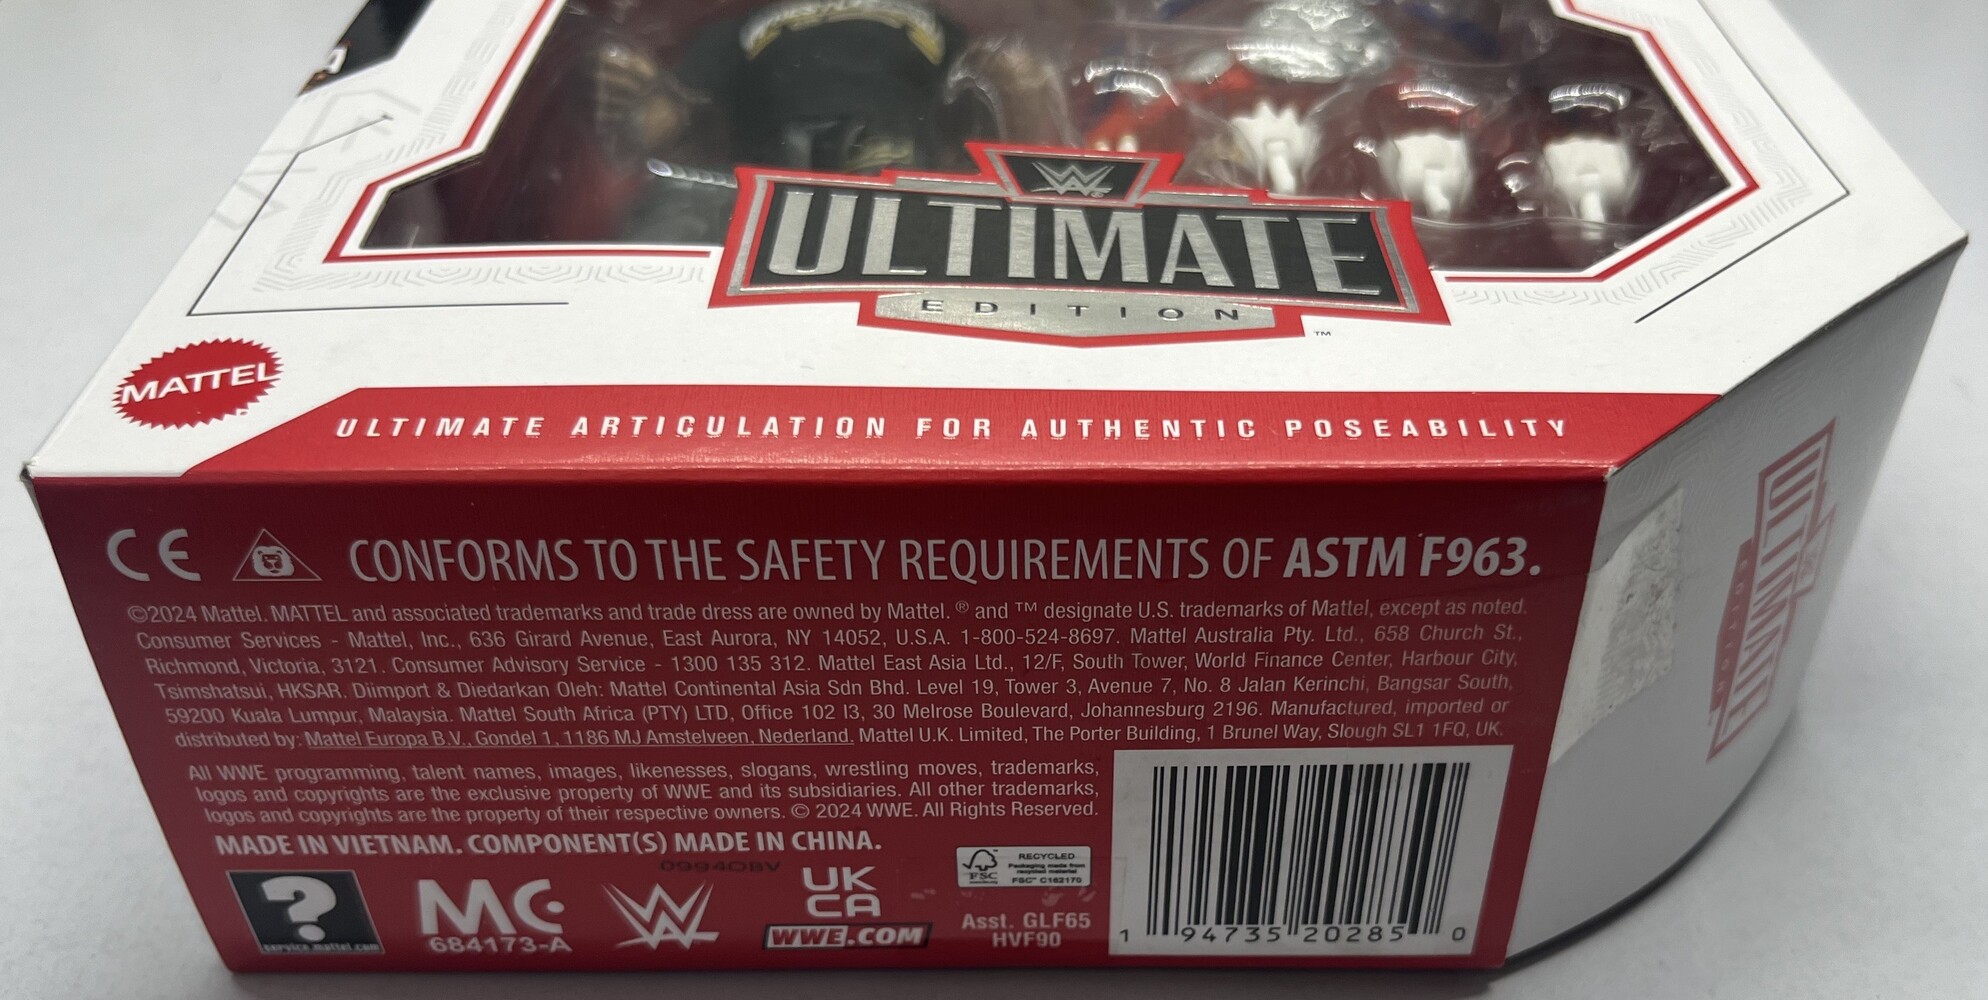 W
ULTIMATE
EDITION
™
MATTEL
ULTIMATE ARTICULATION FOR AUTHENTIC POSEABILITY
CE CONFORMS TO THE SAFETY REQUIREMENTS OF ASTM F963.
©2024 Mattel. MATTEL and associated trademarks and trade dress are owned by Mattel. ® and ™ designate U.S. trademarks of Mattel, except as noted.
Consumer Services - Mattel, Inc., 636 Girard Avenue, East Aurora, NY 14052, U.S.A. 1-800-524-8697. Mattel Australia Pty. Ltd., 658 Church St.,
Richmond, Victoria, 3121. Consumer Advisory Service - 1300 135 312. Mattel East Asia Ltd., 12/F, South Tower, World Finance Center, Harbour City,
Tsimshatsui, HKSAR. Diimport & Diedarkan Oleh: Mattel Continental Asia Sdn Bhd. Level 19, Tower 3, Avenue 7, No. 8 Jalan Kerinchi, Bangsar South,
59200 Kuala Lumpur, Malaysia. Mattel South Africa (PTY) LTD, Office 102 I3, 30 Melrose Boulevard, Johannesburg 2196. Manufactured, imported or
distributed by: Mattel Europa B.V., Gondel 1, 1186 MJ Amstelveen, Nederland. Mattel U.K. Limited, The Porter Building, 1 Brunel Way, Slough SL1 1FQ, UK.
All WWE programming, talent names, images, likenesses, slogans, wrestling moves, trademarks,
logos and copyrights are the exclusive property of WWE and its subsidiaries. All other trademarks,
logos and copyrights are the property of their respective owners. © 2024 WWE. All Rights Reserved.
MADE IN VIETNAM. COMPONENT(S) MADE IN CHINA.
0994OBV
?
service.mattel.com
MC
684173-A
W
UK
CA
WWE.COM
FSC
RECYCLED
Packaging made from
recycled material
FSC® C162170
Asst. GLF65
HVF90
1 94735 20285 0
ULTIMATE
EDITION